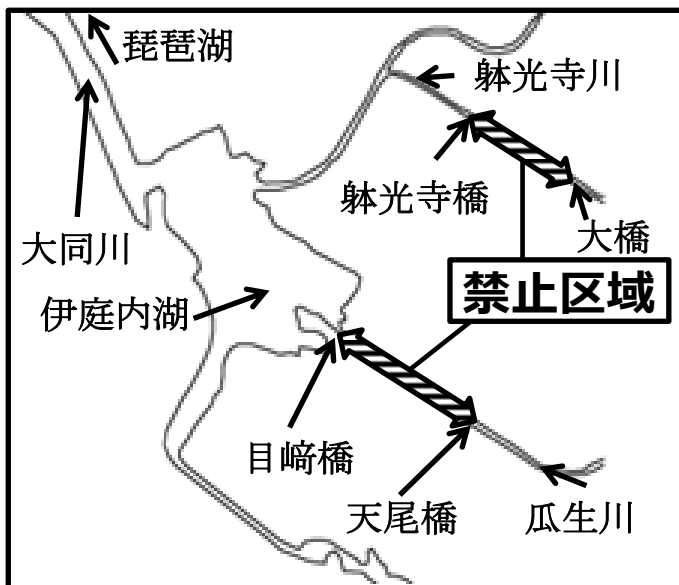 琵琶湖
躰光寺川
躰光寺橋
大橋
大同川
伊庭内湖
禁止区域
目﨑橋
天尾橋
瓜生川